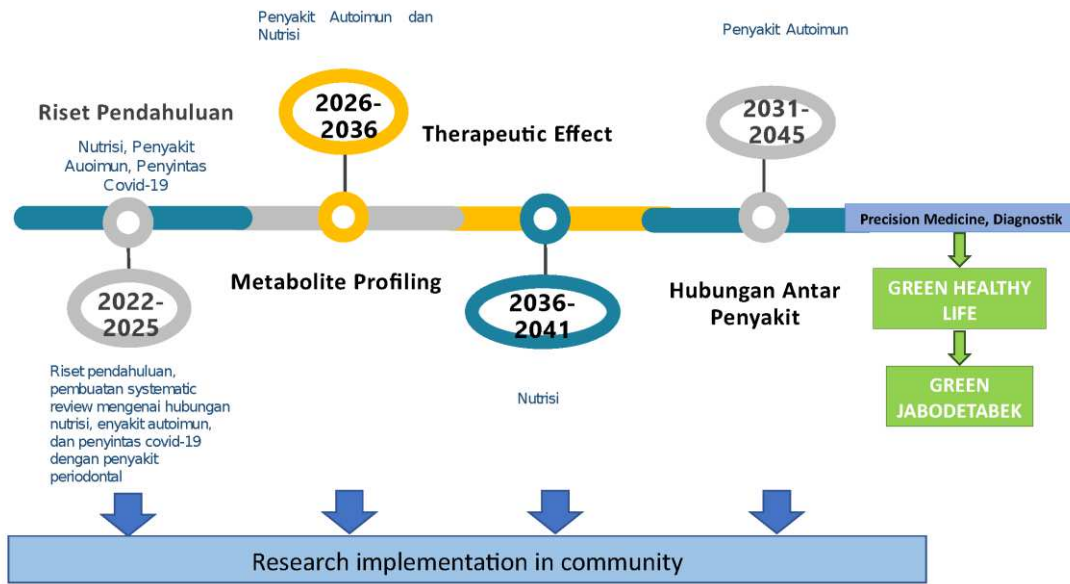 Penyakit Autoimun dan
Nutrisi
Penyakit Autoimun
Riset Pendahuluan
Nutrisi, Penyakit
Auoimun, Penyintas
Covid-19
2026-
2036
Therapeutic Effect
2031-
2045
Precision Medicine, Diagnostik
2022-
2025
Metabolite Profiling
2036-
2041
Hubungan Antar
Penyakit
GREEN HEALTHY
LIFE
GREEN
JABODETABEK
Riset pendahuluan,
pembuatan systematic
review mengenai hubungan
nutrisi, enyakit autoimun,
dan penyintas covid-19
dengan penyakit
periodontal
Nutrisi
Research implementation in community